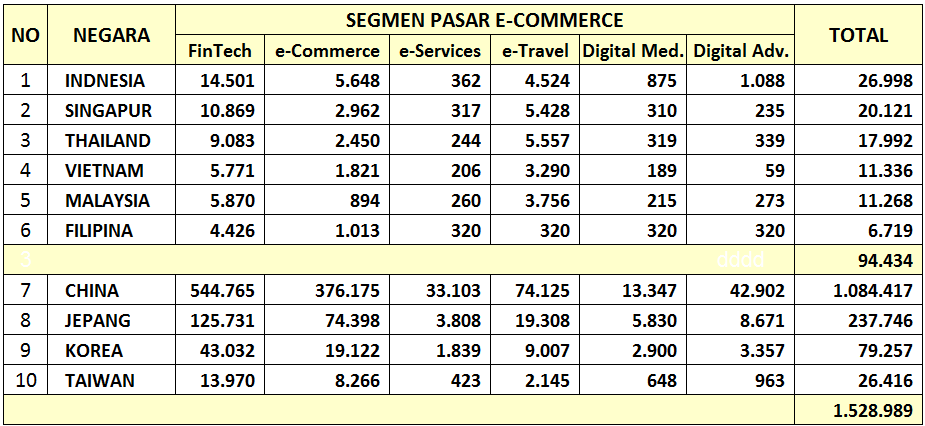 NO NEGARA SEGMEN PASAR E-COMMERCE TOTAL
FinTech e-Commerce e-Services e-Travel Digital Med. Digital Adv.
1 INDNESIA 14.501 5.648 362 4.524 875 1.088 26.998
2 SINGAPUR 10.869 2.962 317 5.428 310 235 20.121
3 THAILAND 9.083 2.450 244 5.557 319 339 17.992
4 VIETNAM 5.771 1.821 206 3.290 189 59 11.336
5 MALAYSIA 5.870 894 260 3.756 215 273 11.268
6 FILIPINA 4.426 1.013 320 320 320 320 6.719
3 dddd 94.434
7 CHINA 544.765 376.175 33.103 74.125 13.347 42.902 1.084.417
8 JEPANG 125.731 74.398 3.808 19.308 5.830 8.671 237.746
9 KOREA 43.032 19.122 1.839 9.007 2.900 3.357 79.257
10 TAIWAN 13.970 8.266 423 2.145 648 963 26.416
1.528.989